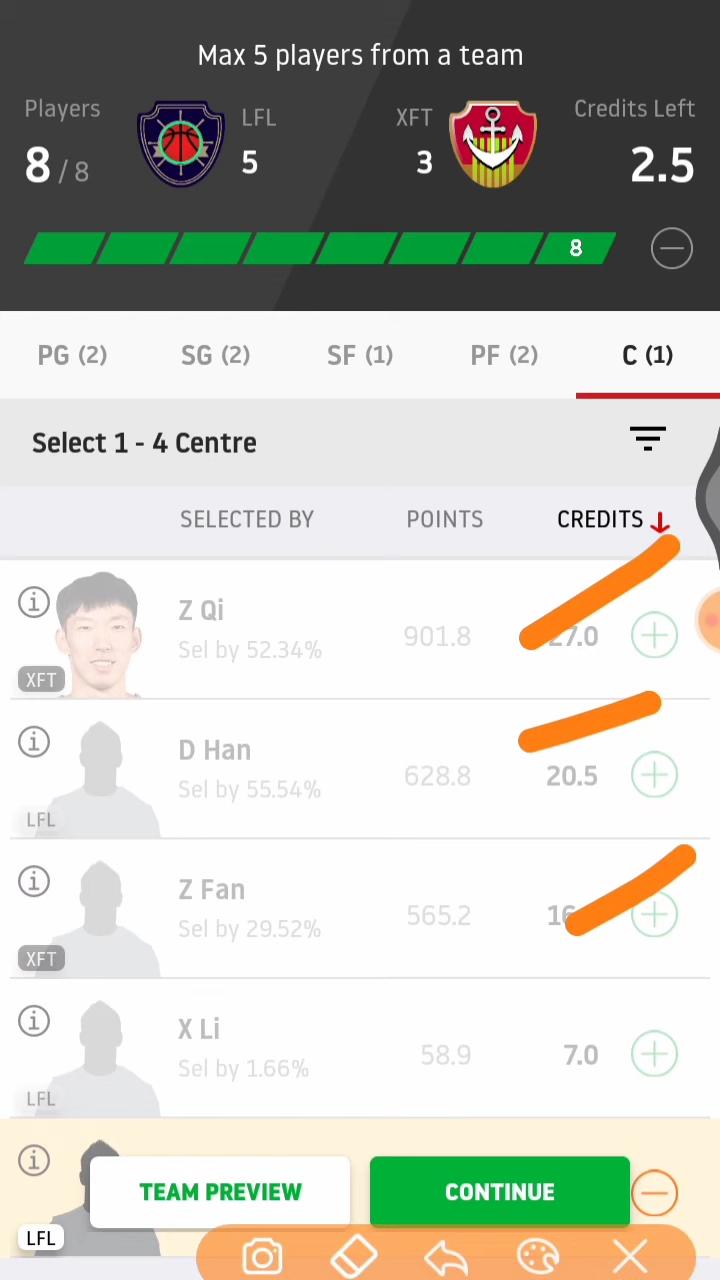 Max 5 players from a team
Players LFL XFT Credits Left
8 / 8 5 3 2.5
8
PG (2) SG (2) SF (1) PF (2) C (1)
Select 1 - 4 Centre
SELECTED BY POINTS CREDITS
Z Qi
Sel by 52.34% 901.8 27.0
XFT
D Han
Sel by 55.54% 628.8 20.5
LFL
Z Fan
Sel by 29.52% 565.2
XFT
X Li
Sel by 1.66% 58.9 7.0
LFL
TEAM PREVIEW CONTINUE
LFL